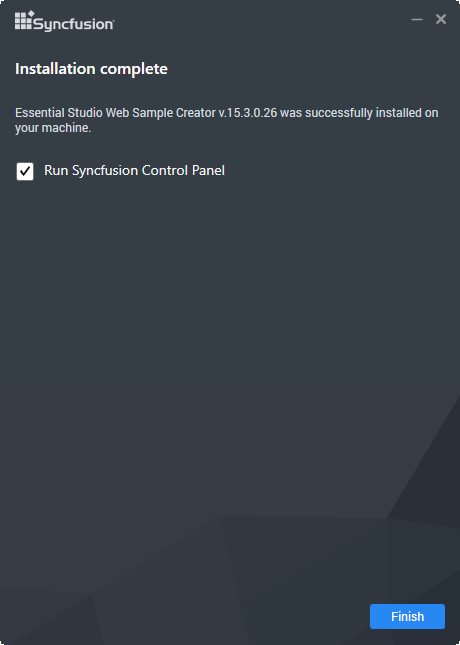 Syncfusion®
Installation complete
Essential Studio Web Sample Creator v.15.3.0.26 was successfully installed on
your machine.
Run Syncfusion Control Panel
Finish